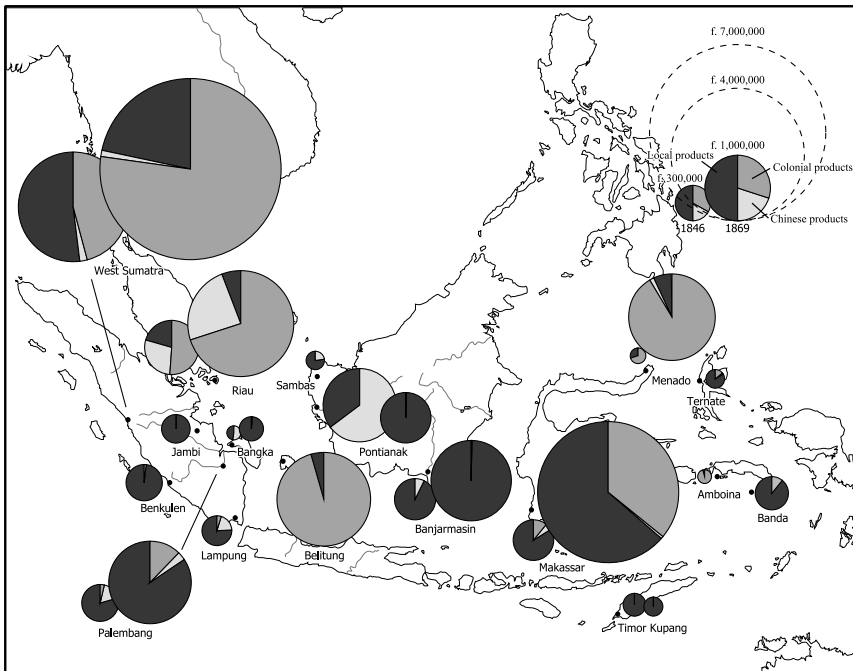 f. 7,000,000
f. 4,000,000
f. 1,000,000
Local products
Colonial products
f. 300,000
Chinese products
1846
1869
West Sumatra
Riau
Sambas
Menado
Ternate
Jambi
Bangka
Pontianak
Benkulen
Amboina
Banda
Lampung
Belitung
Banjarmasin
Makassar
Palembang
Timor Kupang